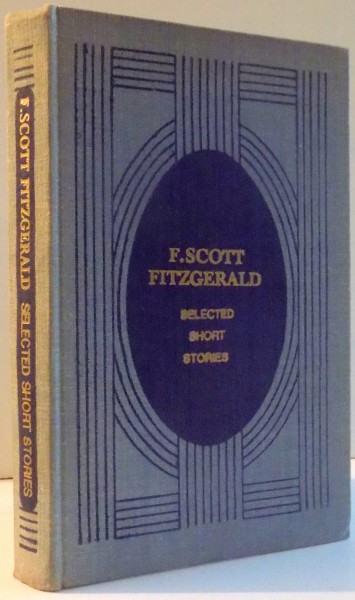 F. SCOTT FITZGERALD SELECTED SHORT STORIES
F. SCOTT
FITZGERALD
SELECTED
SHORT
STORIES